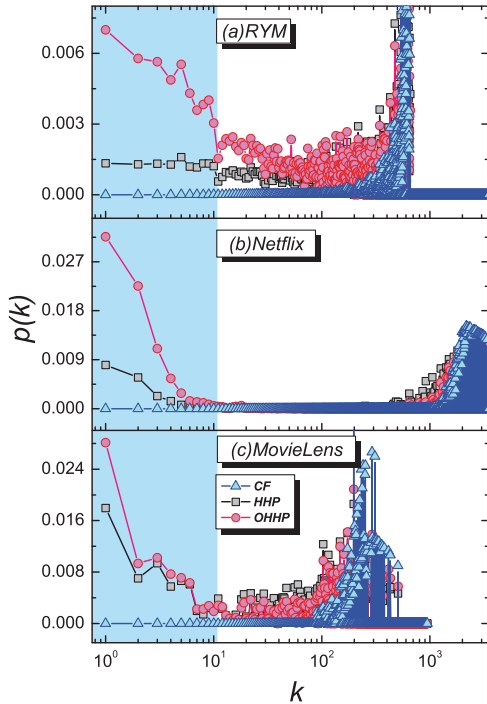 (a)RYM
0.006
0.003
0.000
(b)Netflix
0.027
0.018
0.009
0.000
p(k)
(c)MovieLens
0.024
0.016
0.008
0.000
CF
HHP
OHHP
10⁰
10¹
10²
10³
k